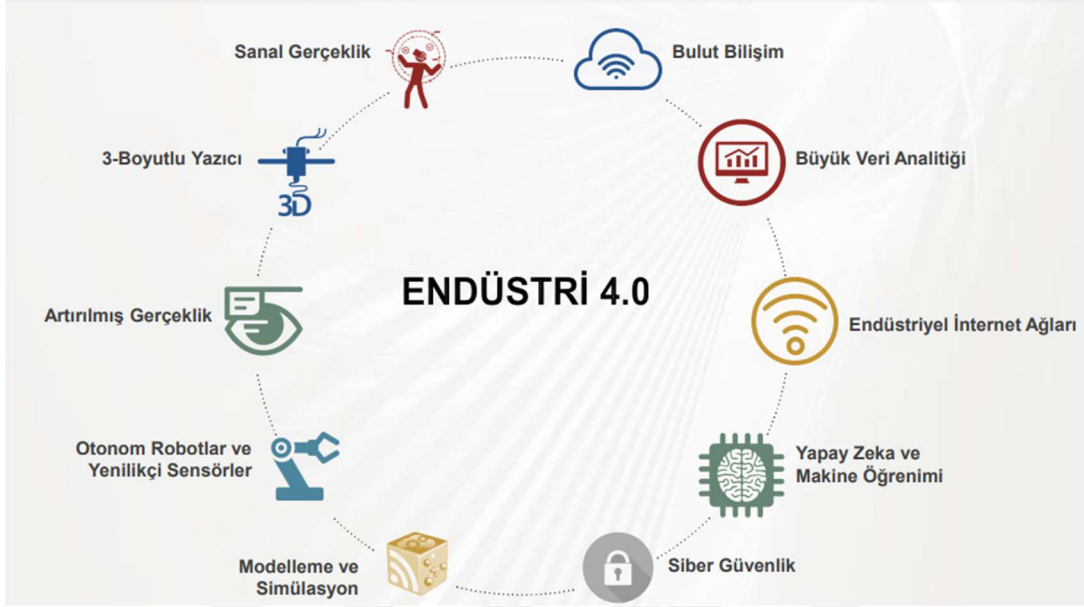 Sanal Gerçeklik
Bulut Bilişim
3-Boyutlu Yazıcı
3D
Büyük Veri Analitiği
ENDÜSTRİ 4.0
Artırılmış Gerçeklik
Endüstriyel İnternet Ağları
Otonom Robotlar ve
Yenilikçi Sensörler
Yapay Zeka ve
Makine Öğrenimi
Modelleme ve
Simülasyon
Siber Güvenlik